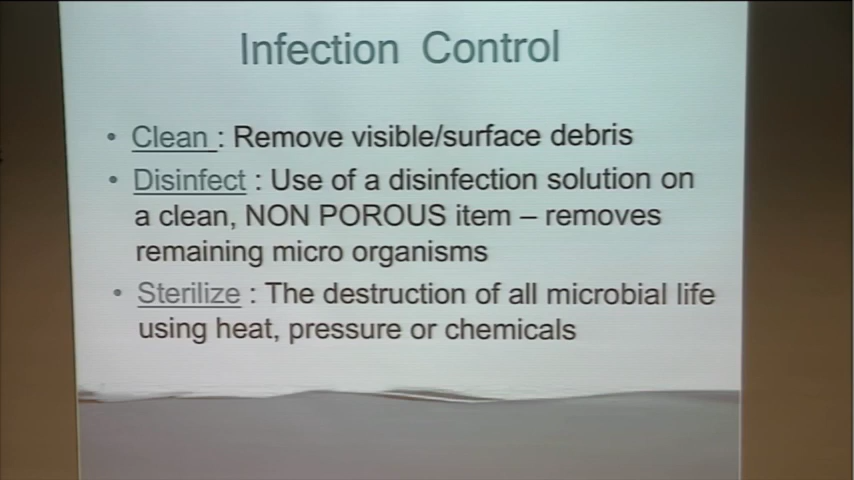 Infection Control
• Clean : Remove visible/surface debris
• Disinfect : Use of a disinfection solution on
a clean, NON POROUS item – removes
remaining micro organisms
• Sterilize : The destruction of all microbial life
using heat, pressure or chemicals